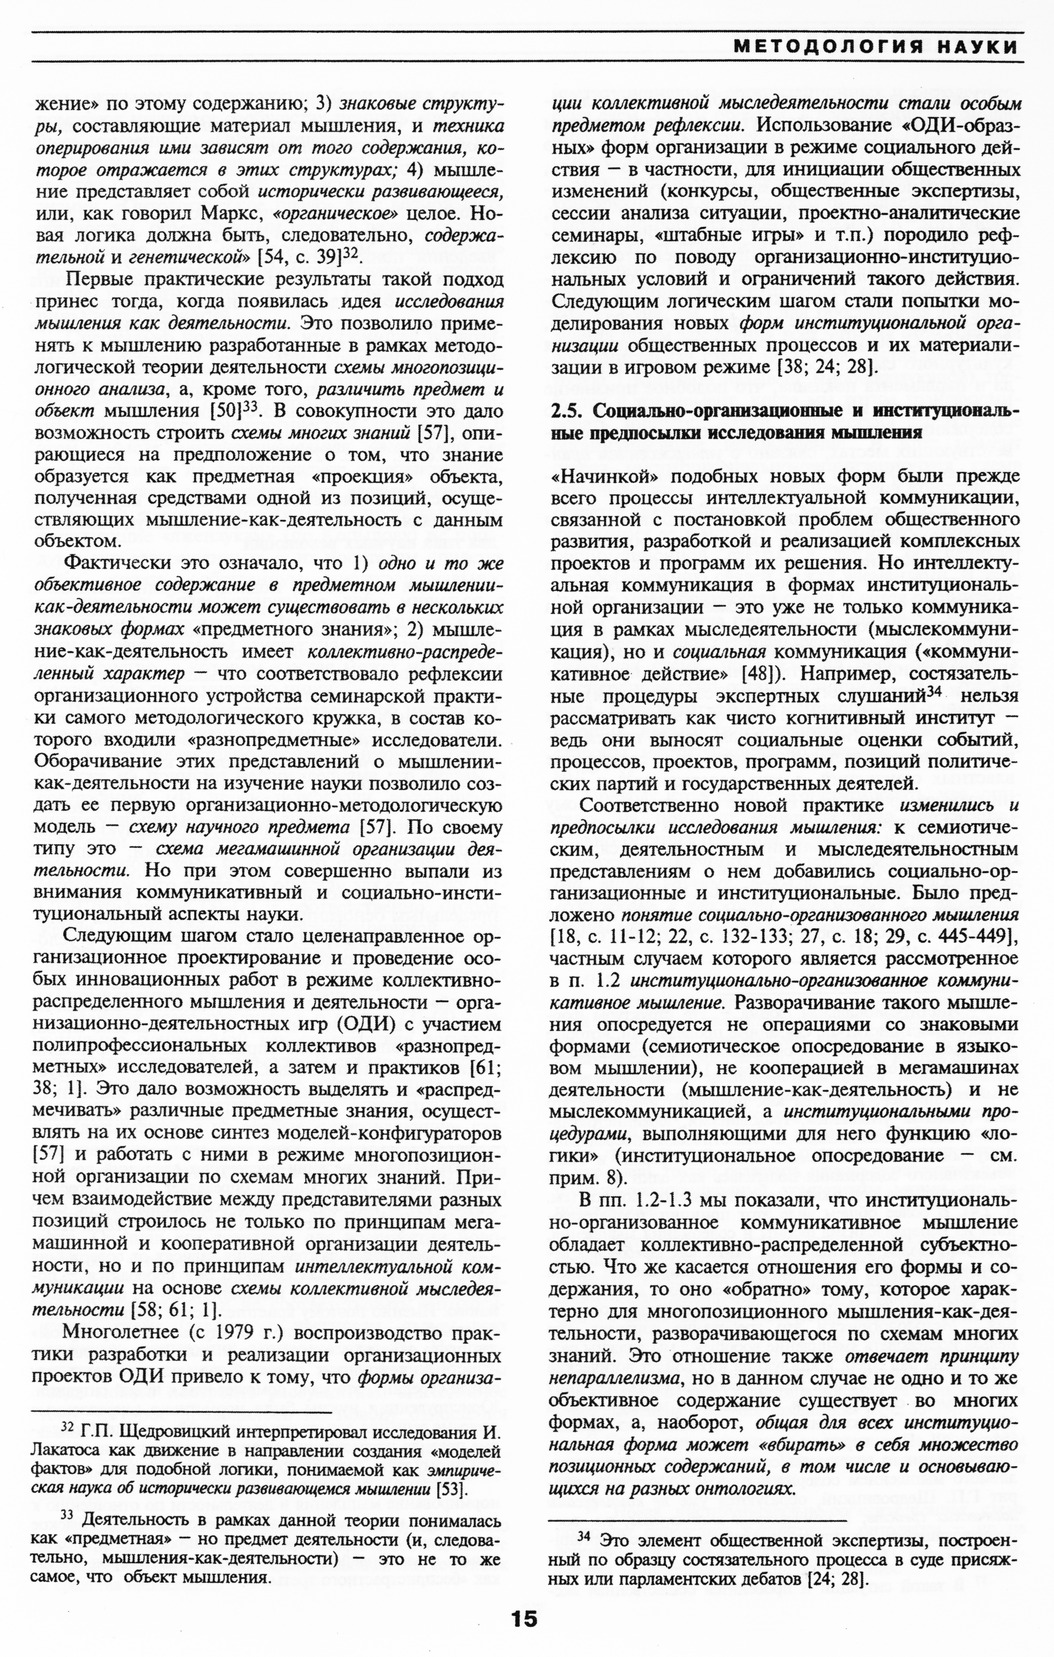 МЕТОДОЛОГИЯ НАУКИ
жение» по этому содержанию; 3) знаковые структу-
ры, составляющие материал мышления, и техника
оперирования ими зависят от того содержания, ко-
торое отражается в этих структурах; 4) мышле-
ние представляет собой исторически развивающееся,
или, как говорил Маркс, «органическое» целое. Но-
вая логика должна быть, следовательно, содержа-
тельной и генетической» [54, с. 39]32.
Первые практические результаты такой подход
принес тогда, когда появилась идея исследования
мышления как деятельности. Это позволило приме-
нять к мышлению разработанные в рамках методо-
логической теории деятельности схемы многопозици-
онного анализа, а, кроме того, различить предмет и
объект мышления [50]33. В совокупности это дало
возможность строить схемы многих знаний [57], опи-
рающиеся на предположение о том, что знание
образуется как предметная «проекция» объекта,
полученная средствами одной из позиций, осуще-
ствляющих мышление-как-деятельность с данным
объектом.
Фактически это означало, что 1) одно и то же
объективное содержание в предметном мышлении-
как-деятельности может существовать в нескольких
знаковых формах «предметного знания»; 2) мышле-
ние-как-деятельность имеет коллективно-распреде-
ленный характер — что соответствовало рефлексии
организационного устройства семинарской практи-
ки самого методологического кружка, в состав ко-
торого входили «разнопредметные» исследователи.
Оборачивание этих представлений о мышлении-
как-деятельности на изучение науки позволило соз-
дать ее первую организационно-методологическую
модель — схему научного предмета [57]. По своему
типу это — схема мегамашинной организации дея-
тельности. Но при этом совершенно выпали из
внимания коммуникативный и социально-инсти-
туциональный аспекты науки.
Следующим шагом стало целенаправленное ор-
ганизационное проектирование и проведение осо-
бых инновационных работ в режиме коллективно-
распределенного мышления и деятельности — орга-
низационно-деятельностных игр (ОДИ) с участием
полипрофессиональных коллективов «разнопред-
метных» исследователей, а затем и практиков [61;
38; 1]. Это дало возможность выделять и «распред-
мечивать» различные предметные знания, осущест-
влять на их основе синтез моделей-конфигураторов
[57] и работать с ними в режиме многопозицион-
ной организации по схемам многих знаний. При-
чем взаимодействие между представителями разных
позиций строилось не только по принципам мега-
машинной и кооперативной организации деятель-
ности, но и по принципам интеллектуальной ком-
муникации на основе схемы коллективной мыследея-
тельности [58; 61; 1].
Многолетнее (с 1979 г.) воспроизводство прак-
тики разработки и реализации организационных
проектов ОДИ привело к тому, что формы организа-
32 Г.П. Щедровицкий интерпретировал исследования И.
Лакатоса как движение в направлении создания «моделей
фактов» для подобной логики, понимаемой как эмпириче-
ская наука об исторически развивающемся мышлении [53].
33 Деятельность в рамках данной теории понималась
как «предметная» — но предмет деятельности (и, следова-
тельно, мышления-как-деятельности) — это не то же
самое, что объект мышления.
ции коллективной мыследеятельности стали особым
предметом рефлексии. Использование «ОДИ-образ-
ных» форм организации в режиме социального дей-
ствия — в частности, для инициации общественных
изменений (конкурсы, общественные экспертизы,
сессии анализа ситуации, проектно-аналитические
семинары, «штабные игры» и т.п.) породило реф-
лексию по поводу организационно-институцио-
нальных условий и ограничений такого действия.
Следующим логическим шагом стали попытки мо-
делирования новых форм институциональной орга-
низации общественных процессов и их материали-
зации в игровом режиме [38; 24; 28].
2.5. Социально-организационные и институциональ-
ные предпосылки исследования мышления
«Начинкой» подобных новых форм были прежде
всего процессы интеллектуальной коммуникации,
связанной с постановкой проблем общественного
развития, разработкой и реализацией комплексных
проектов и программ их решения. Но интеллекту-
альная коммуникация в формах институциональ-
ной организации — это уже не только коммуника-
ция в рамках мыследеятельности (мыслекоммуни-
кация), но и социальная коммуникация («коммуни-
кативное действие» [48]). Например, состязатель-
ные процедуры экспертных слушаний34 нельзя
рассматривать как чисто когнитивный институт —
ведь они выносят социальные оценки событий,
процессов, проектов, программ, позиций политиче-
ских партий и государственных деятелей.
Соответственно новой практике изменились и
предпосылки исследования мышления: к семиотиче-
ским, деятельностным и мыследеятельностным
представлениям о нем добавились социально-ор-
ганизационные и институциональные. Было пред-
ложено понятие социально-организованного мышления
[18, с. 11-12; 22, с. 132-133; 27, с. 18; 29, с. 445-449],
частным случаем которого является рассмотренное
в п. 1.2 институционально-организованное коммуни-
кативное мышление. Разворачивание такого мышле-
ния опосредуется не операциями со знаковыми
формами (семиотическое опосредование в языко-
вом мышлении), не кооперацией в мегамашинах
деятельности (мышление-как-деятельность) и не
мыслекоммуникацией, а институциональными про-
цедурами, выполняющими для него функцию «ло-
гики» (институциональное опосредование — см.
прим. 8).
В пп. 1.2-1.3 мы показали, что институциональ-
но-организованное коммуникативное мышление
обладает коллективно-распределенной субъектно-
стью. Что же касается отношения его формы и со-
держания, то оно «обратно» тому, которое харак-
терно для многопозиционного мышления-как-дея-
тельности, разворачивающегося по схемам многих
знаний. Это отношение также отвечает принципу
непараллелизма, но в данном случае не одно и то же
объективное содержание существует во многих
формах, а, наоборот, общая для всех институцио-
нальная форма может «вбирать» в себя множество
позиционных содержаний, в том числе и основываю-
щихся на разных онтологиях.
34 Это элемент общественной экспертизы, построен-
ный по образцу состязательного процесса в суде присяж-
ных или парламентских дебатов [24; 28].
15